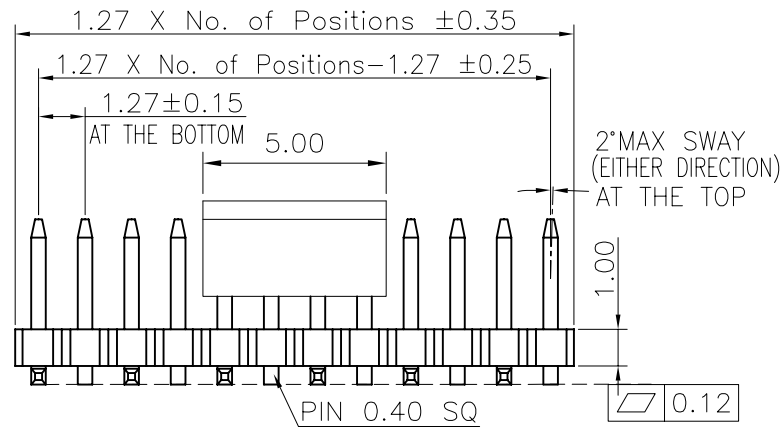 1.27 X No. of Positions ±0.35
1.27 X No. of Positions-1.27 ±0.25
1.27±0.15
AT THE BOTTOM
5.00
2°MAX SWAY
(EITHER DIRECTION)
AT THE TOP
1.00
PIN 0.40 SQ
0.12